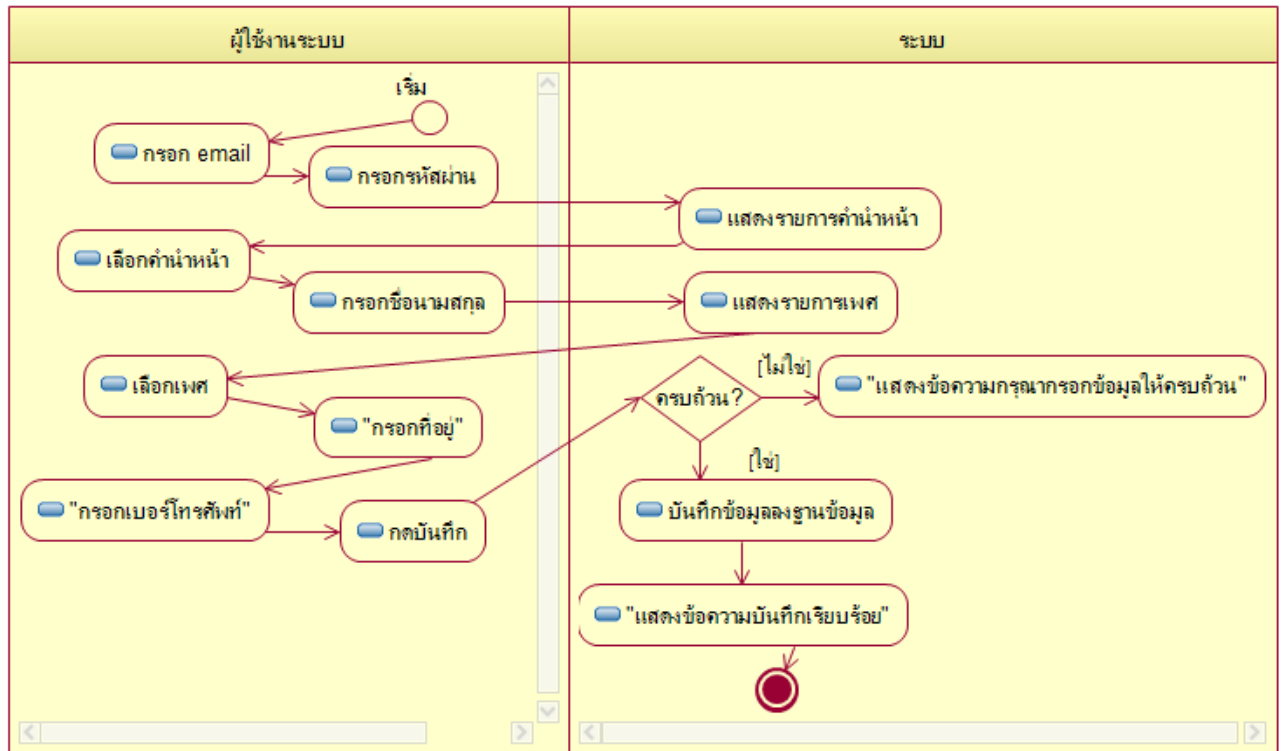 ผู้ใช้งานระบบ
ระบบ
เริ่ม
กรอก email
กรอกรหัสผ่าน
แสดงรายการคำนำหน้า
เลือกคำนำหน้า
กรอกชื่อนามสกุล
แสดงรายการเพศ
เลือกเพศ
"กรอกที่อยู่"
ครบถ้วน?
[ไม่ใช่]
"แสดงข้อความกรุณากรอกข้อมูลให้ครบถ้วน"
[ใช่]
"กรอกเบอร์โทรศัพท์"
กดบันทึก
บันทึกข้อมูลลงฐานข้อมูล
"แสดงข้อความบันทึกเรียบร้อย"